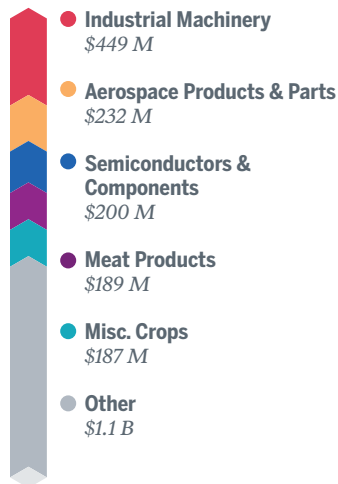 Industrial Machinery
$449 M
Aerospace Products & Parts
$232 M
Semiconductors &
Components
$200 M
Meat Products
$189 M
Misc. Crops
$187 M
Other
$1.1 B